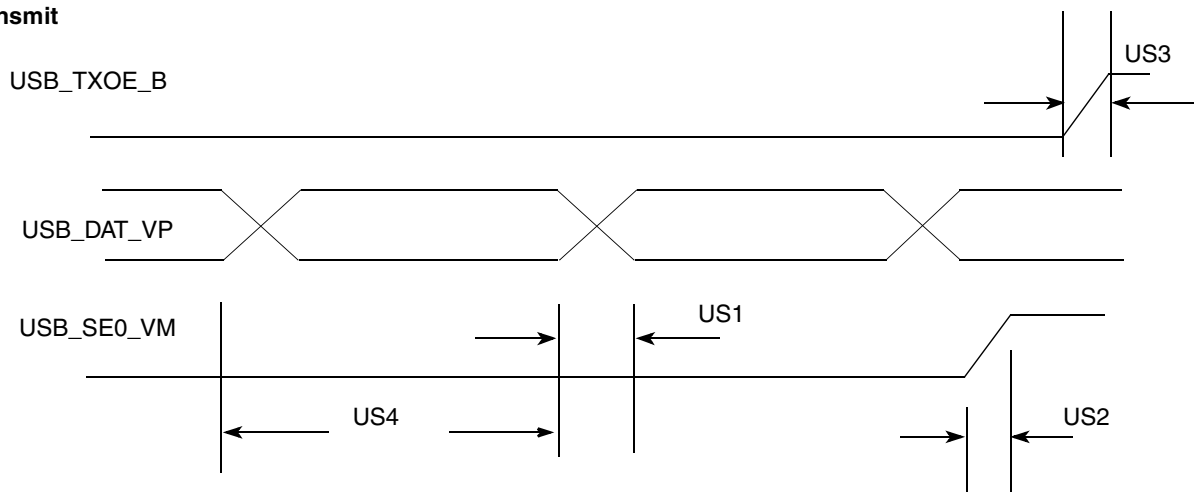 nsmit
US3
USB_TXOE_B
USB_DAT_VP
US1
USB_SE0_VM
US4
US2